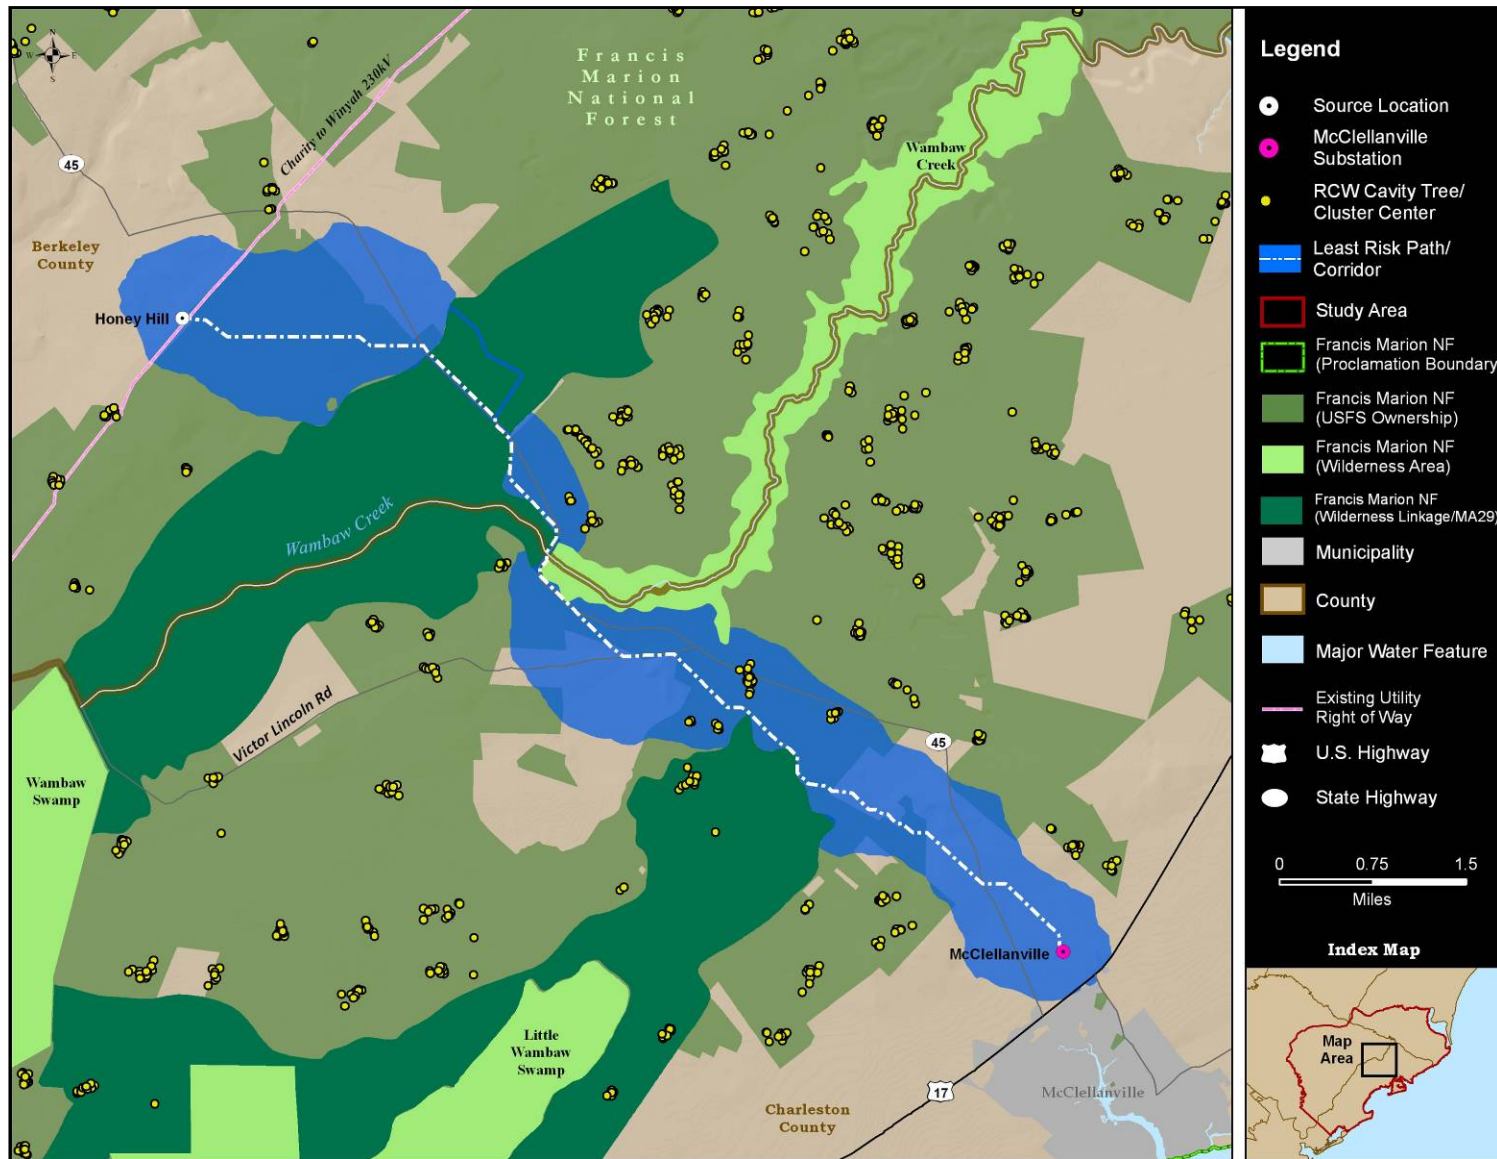 N
W E
S
Francis
Marion
National
Forest
Charity to Winyah 230kV
45
Wambaw
Creek
Berkeley
County
Honey Hill
Wambaw Creek
Victor Lincoln Rd
Wambaw
Swamp
45
McClellanville
Little
Wambaw
Swamp
Charleston
County
17
McClellanville
Legend
Source Location
McClellanville
Substation
RCW Cavity Tree/
Cluster Center
Least Risk Path/
Corridor
Study Area
Francis Marion NF
(Proclamation Boundary
Francis Marion NF
(USFS Ownership)
Francis Marion NF
(Wilderness Area)
Francis Marion NF
(Wilderness Linkage/MA29)
Municipality
County
Major Water Feature
Existing Utility
Right of Way
U.S. Highway
State Highway
0 0.75 1.5
Miles
Index Map
Map
Area